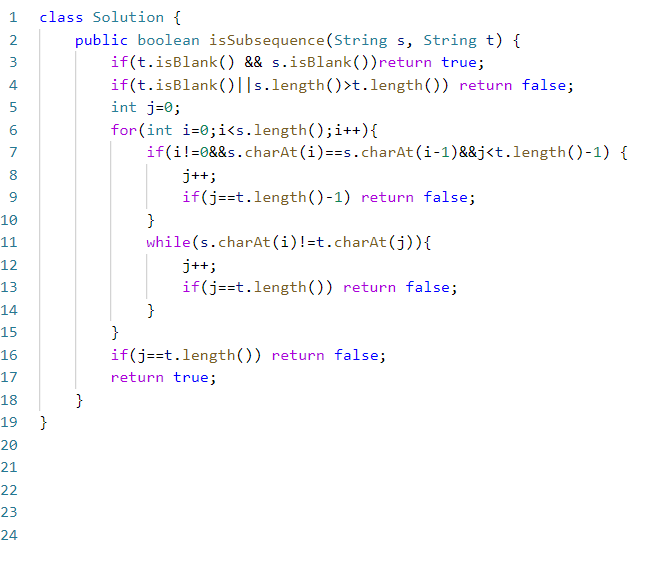 1 class Solution {
2     public boolean isSubsequence(String s, String t) {
3         if(t.isBlank() && s.isBlank())return true;
4         if(t.isBlank()||s.length()>t.length()) return false;
5         int j=0;
6         for(int i=0;i<s.length();i++){
7             if(i!=0&&s.charAt(i)==s.charAt(i-1)&&j<t.length()-1) {
8                 j++;
9                 if(j==t.length()-1) return false;
10             }
11             while(s.charAt(i)!=t.charAt(j)){
12                 j++;
13                 if(j==t.length()) return false;
14             }
15         }
16         if(j==t.length()) return false;
17         return true;
18     }
19 }
20
21
22
23
24